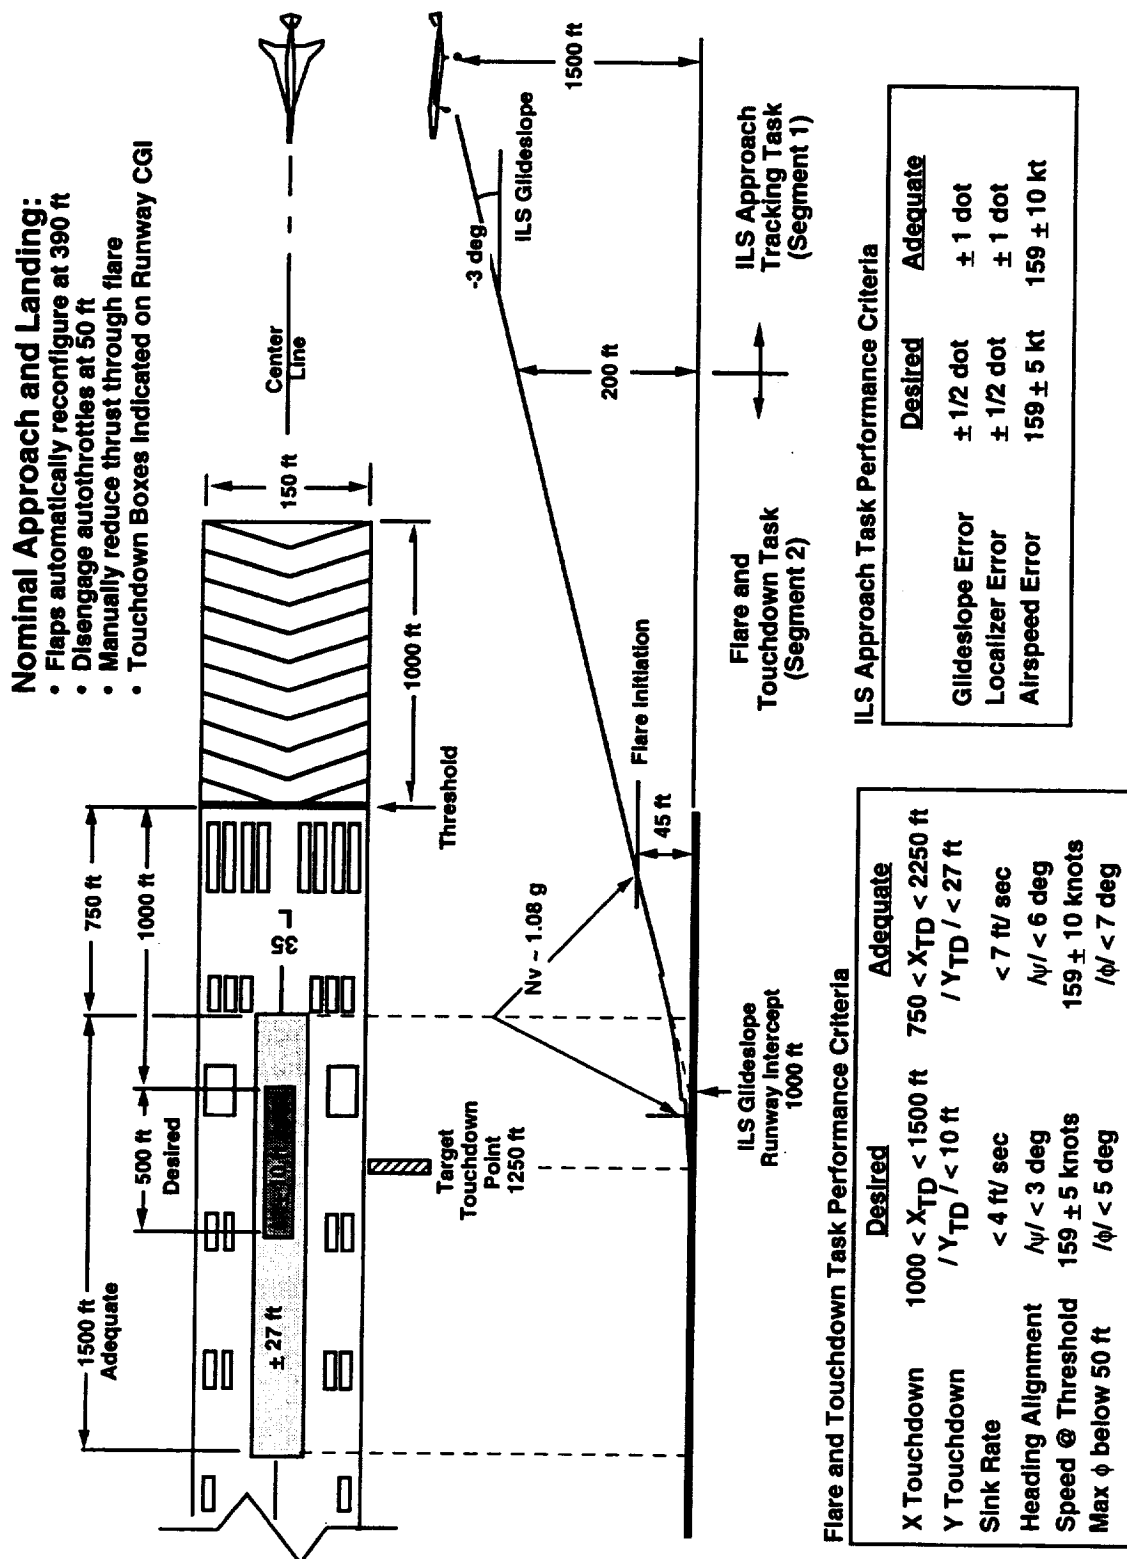 Nominal Approach and Landing:
• Flaps automatically reconfigure at 390 ft
• Disengage autothrottles at 50 ft
• Manually reduce thrust through flare
• Touchdown Boxes Indicated on Runway CGI
1500 ft
Adequate
500 ft
Desired
750 ft
1000 ft
± 27 ft
35 L
150 ft
Center
Line
Threshold
1000 ft
Target
Touchdown
Point
1250 ft
Nv ~ 1.08 g
Flare Initiation
45 ft
200 ft
-3 deg
ILS Glideslope
1500 ft
ILS Glideslope
Runway Intercept
1000 ft
Flare and
Touchdown Task
(Segment 2)
ILS Approach
Tracking Task
(Segment 1)
Flare and Touchdown Task Performance Criteria
Desired Adequate
X Touchdown 1000 < XTD < 1500 ft 750 < XTD < 2250 ft
Y Touchdown / YTD / < 10 ft / YTD / < 27 ft
Sink Rate < 4 ft/ sec < 7 ft/ sec
Heading Alignment /ψ/ < 3 deg /ψ/ < 6 deg
Speed @ Threshold 159 ± 5 knots 159 ± 10 knots
Max ϕ below 50 ft /ϕ/ < 5 deg /ϕ/ < 7 deg
ILS Approach Task Performance Criteria
Desired Adequate
Glideslope Error ± 1/2 dot ± 1 dot
Localizer Error ± 1/2 dot ± 1 dot
Airspeed Error 159 ± 5 kt 159 ± 10 kt